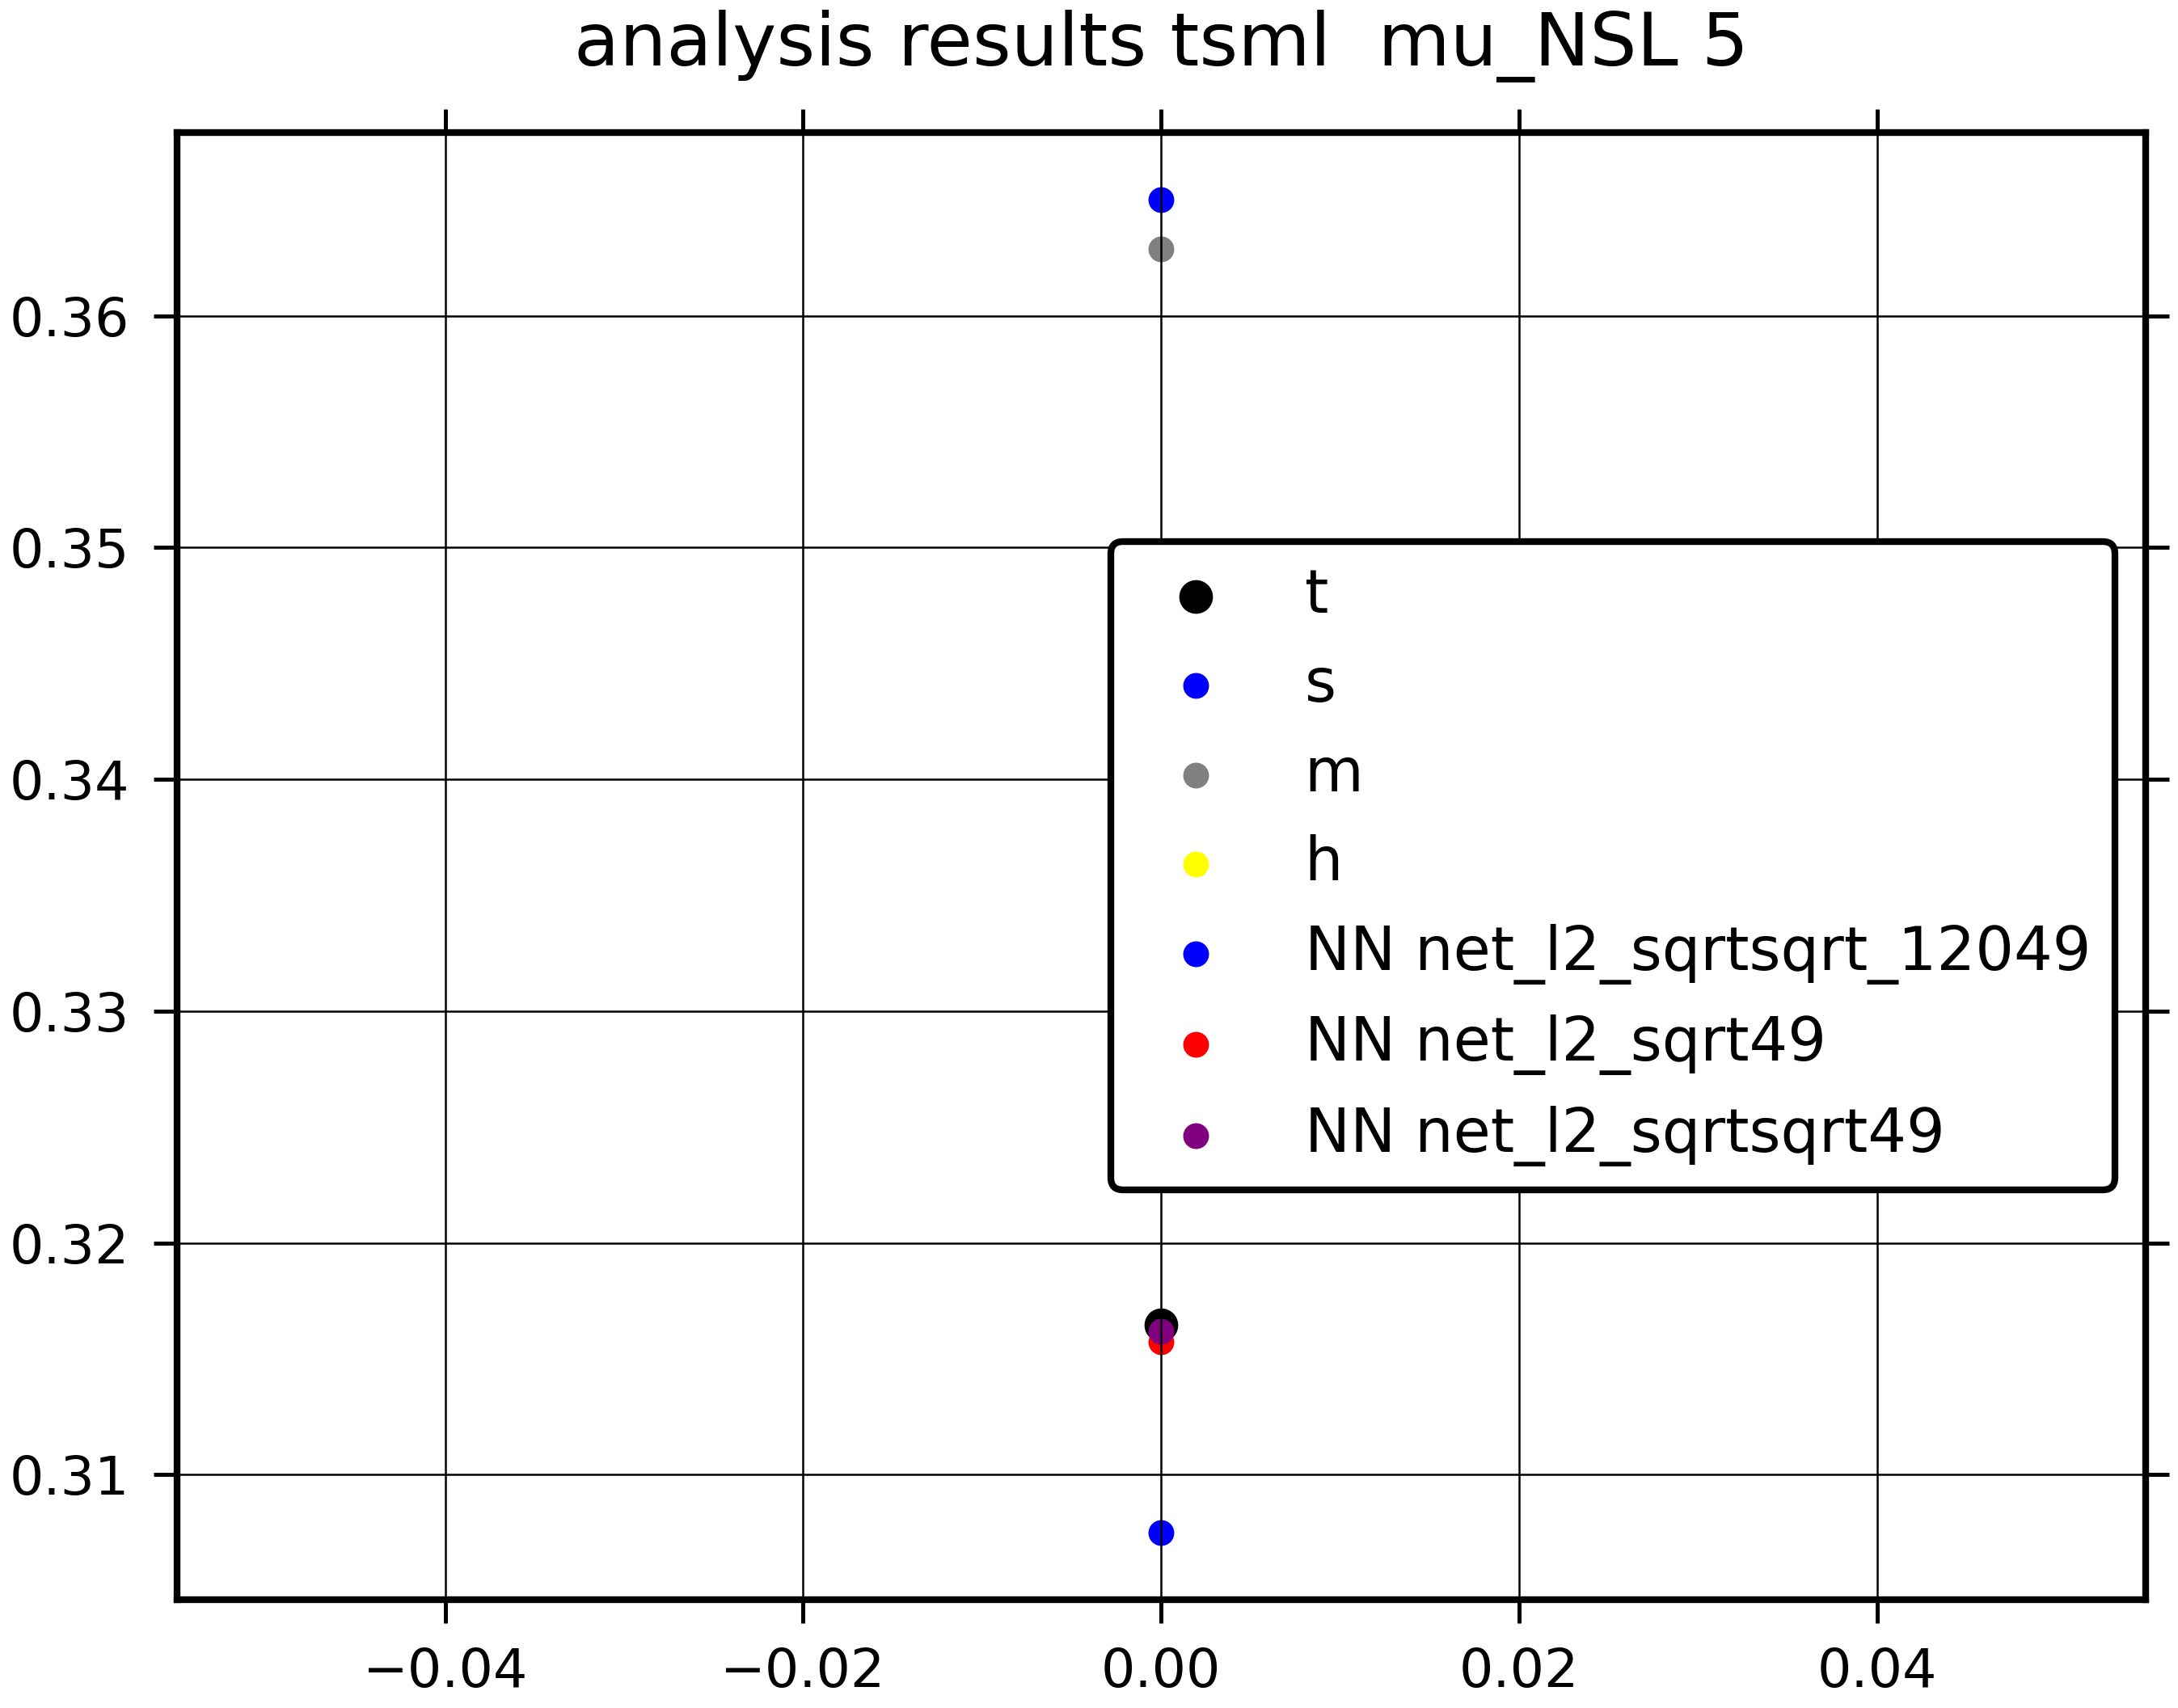 analysis results tsml  mu_NSL 5
0.36
0.35
0.34
0.33
0.32
0.31
t
s
m
h
NN net_l2_sqrtsqrt_12049
NN net_l2_sqrt49
NN net_l2_sqrtsqrt49
−0.04
−0.02
0.00
0.02
0.04